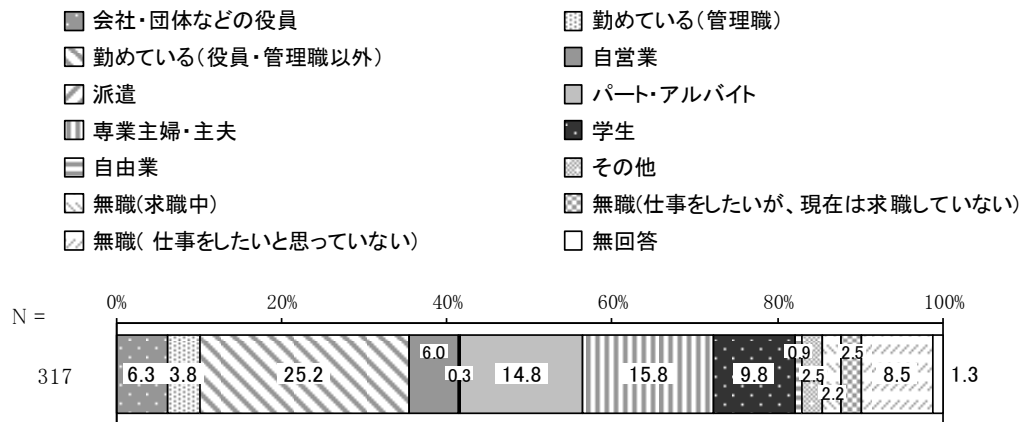 会社・団体などの役員
勤めている(管理職)
勤めている(役員・管理職以外)
自営業
派遣
パート・アルバイト
専業主婦・主夫
学生
自由業
その他
無職(求職中)
無職(仕事をしたいが、現在は求職していない)
無職( 仕事をしたいと思っていない)
無回答
N = 0% 20% 40% 60% 80% 100%
317 6.3 3.8 25.2 6.0 0.3 14.8 15.8 9.8 0.9 2.5 2.2 2.5 8.5 1.3